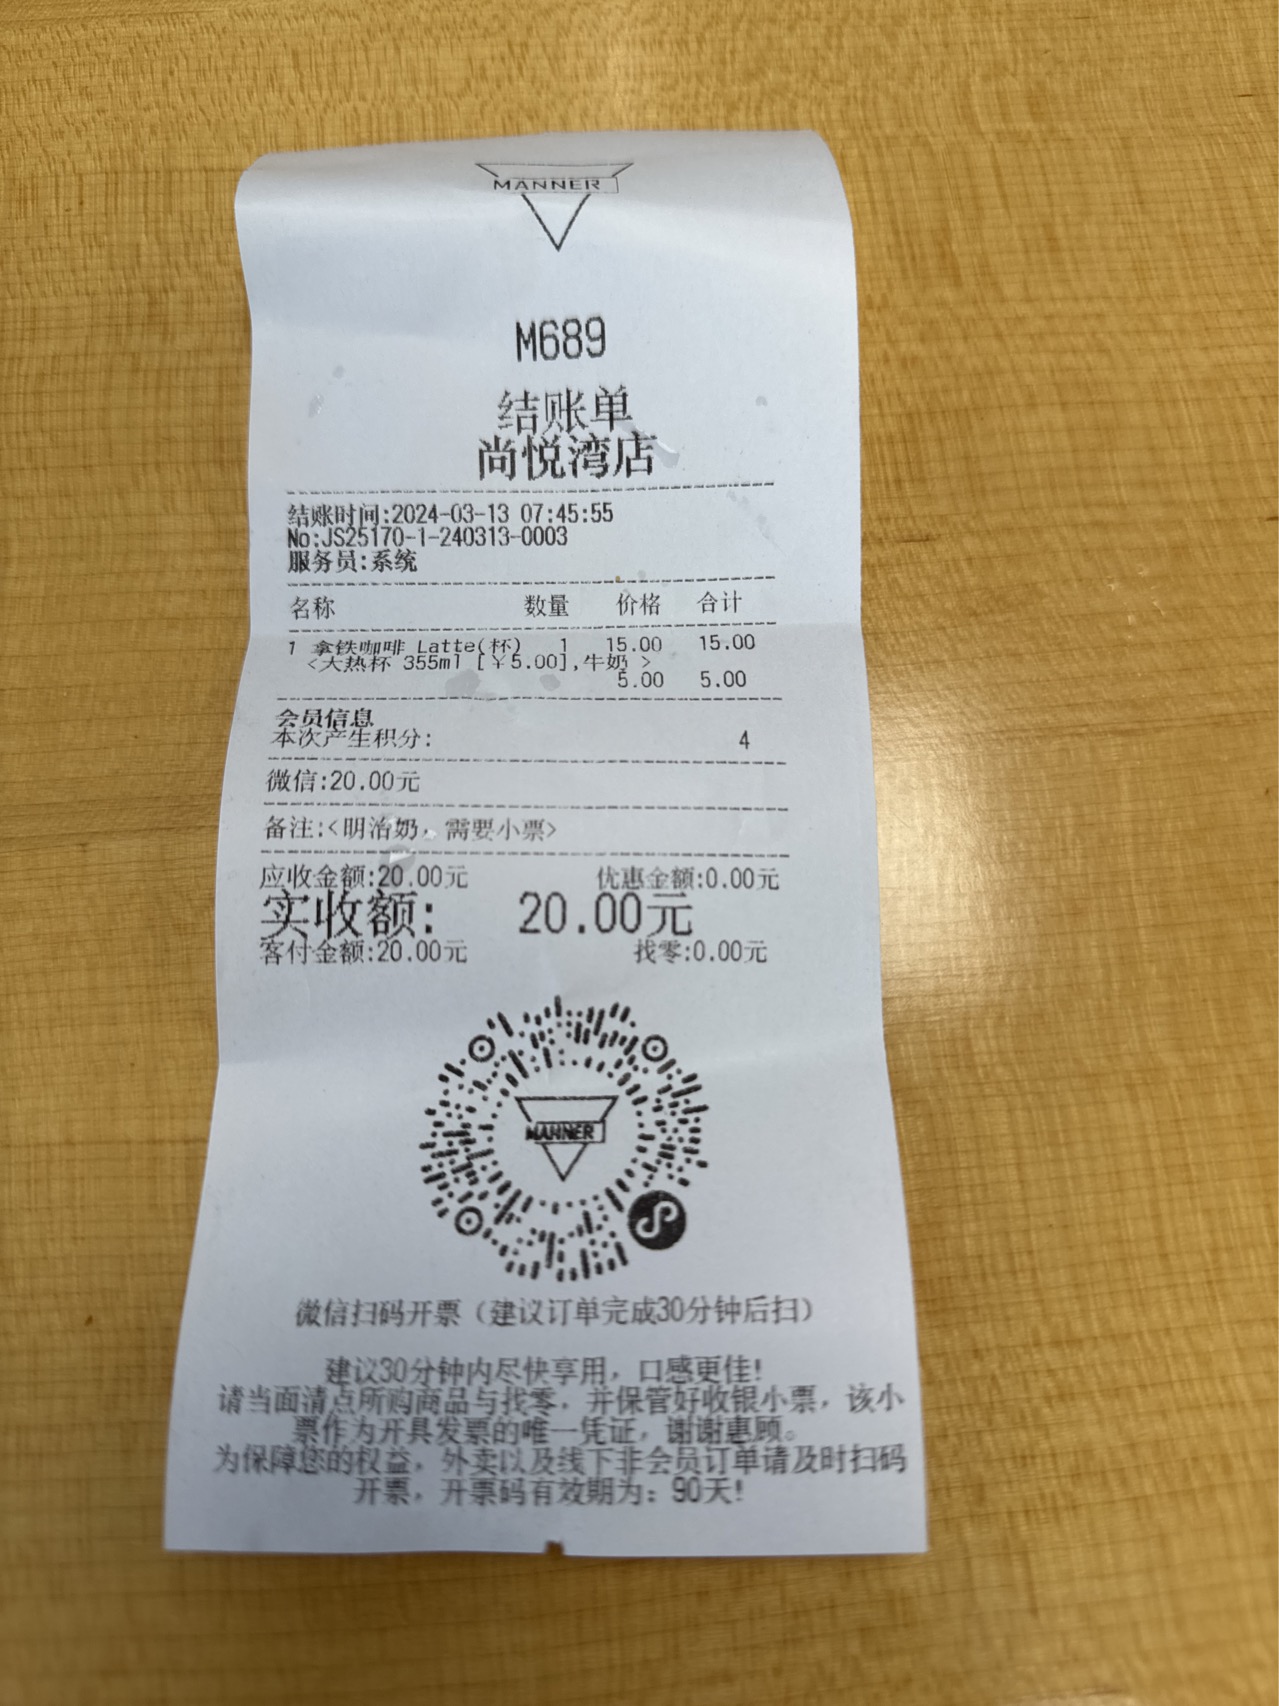 MANNER
M689
结账单
尚悦湾店
结账时间:2024-03-13 07:45:55
No:JS25170-1-240313-0003
服务员:系统
名称 数量 价格 合计
1 拿铁咖啡 Latte(杯) 1 15.00 15.00
<大热杯 355ml [￥5.00],牛奶 >
5.00 5.00
会员信息
本次产生积分: 4
微信:20.00元
备注:<明治奶，需要小票>
应收金额:20.00元 优惠金额:0.00元
实收额: 20.00元
客付金额:20.00元 找零:0.00元
MANNER
微信扫码开票（建议订单完成30分钟后扫）
建议30分钟内尽快享用，口感更佳!
请当面清点所购商品与找零，并保管好收银小票，该小
票作为开具发票的唯一凭证，谢谢惠顾。
为保障您的权益，外卖以及线下非会员订单请及时扫码
开票，开票码有效期为：90天!